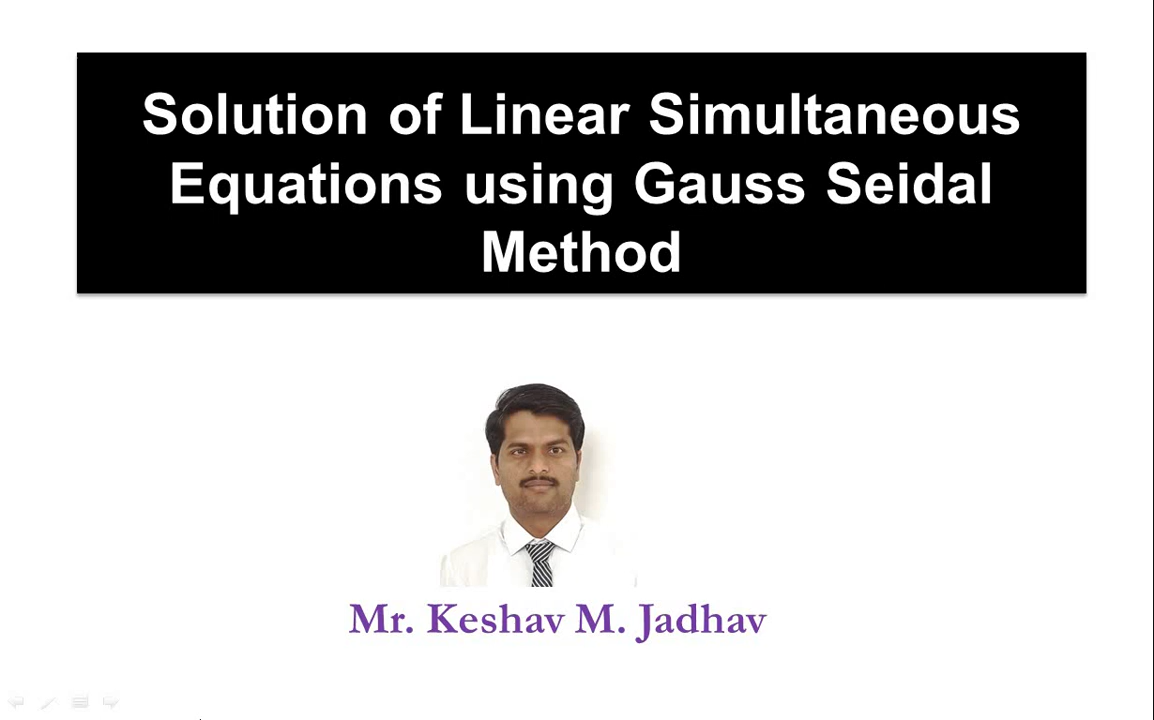 Solution of Linear Simultaneous
Equations using Gauss Seidal
Method
Mr. Keshav M. Jadhav